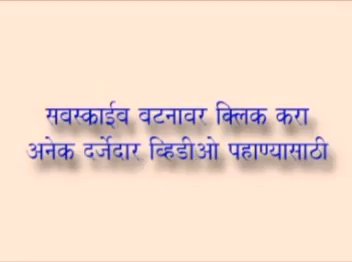 सबस्काईब बटनावर क्लिक करा
अनेक दर्जेदार व्हिडीओ पहाण्यासाठी